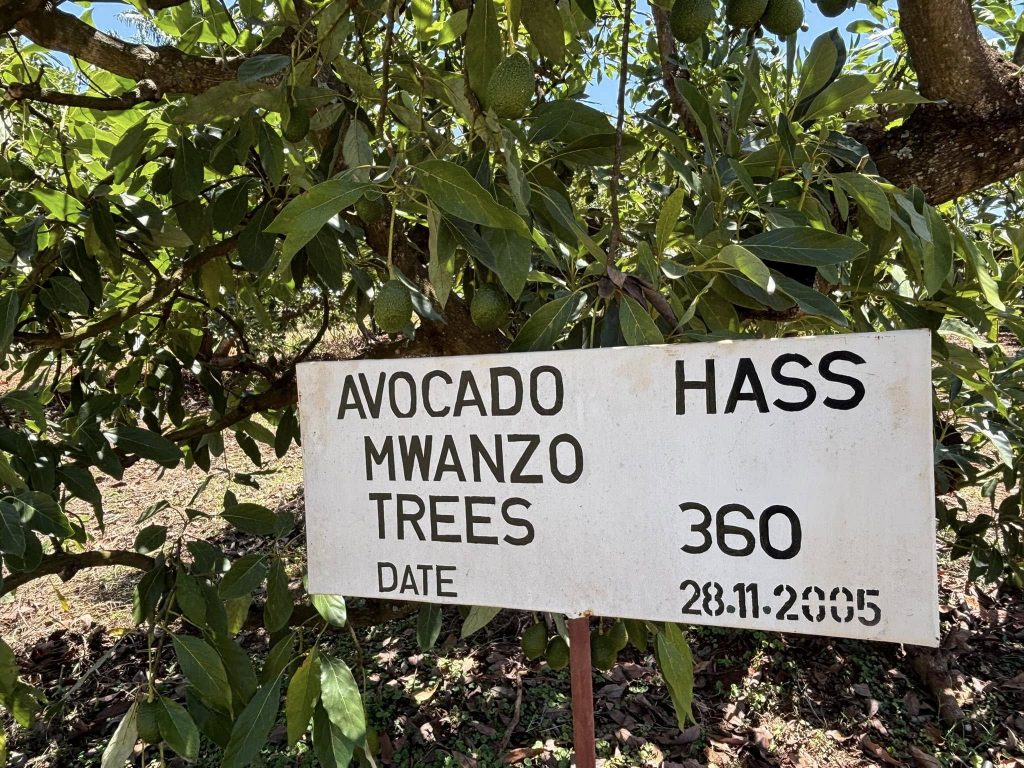 AVOCADO HASS
MWANZO
TREES 360
DATE 28.11.2005